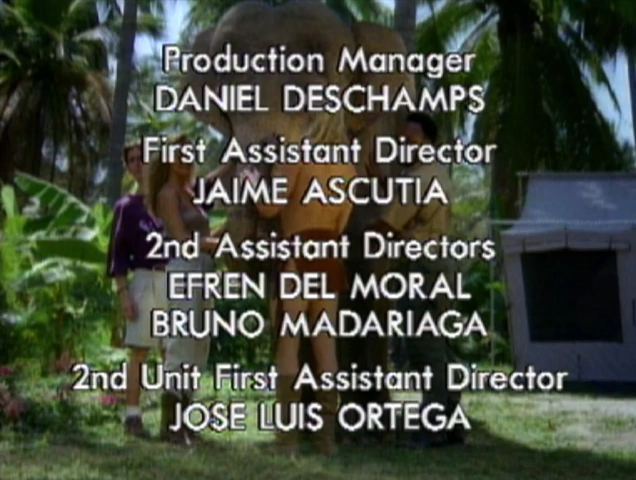 Production Manager
DANIEL DESCHAMPS
First Assistant Director
JAIME ASCUTIA
2nd Assistant Directors
EFREN DEL MORAL
BRUNO MADARIAGA
2nd Unit First Assistant Director
JOSE LUIS ORTEGA